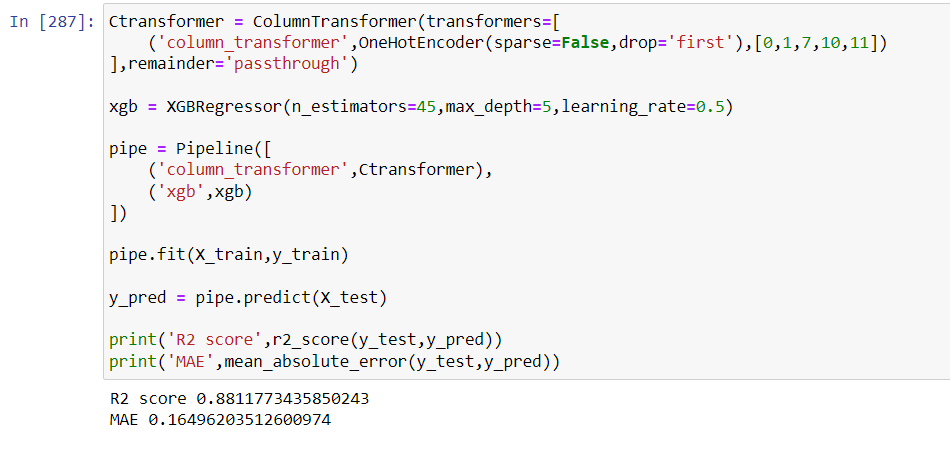 In [287]: Ctransformer = ColumnTransformer(transformers=[
    ('column_transformer',OneHotEncoder(sparse=False,drop='first'),[0,1,7,10,11])
],remainder='passthrough')
xgb = XGBRegressor(n_estimators=45,max_depth=5,learning_rate=0.5)
pipe = Pipeline([
    ('column_transformer',Ctransformer),
    ('xgb',xgb)
])
pipe.fit(X_train,y_train)
y_pred = pipe.predict(X_test)
print('R2 score',r2_score(y_test,y_pred))
print('MAE',mean_absolute_error(y_test,y_pred))
R2 score 0.8811773435850243
MAE 0.16496203512600974